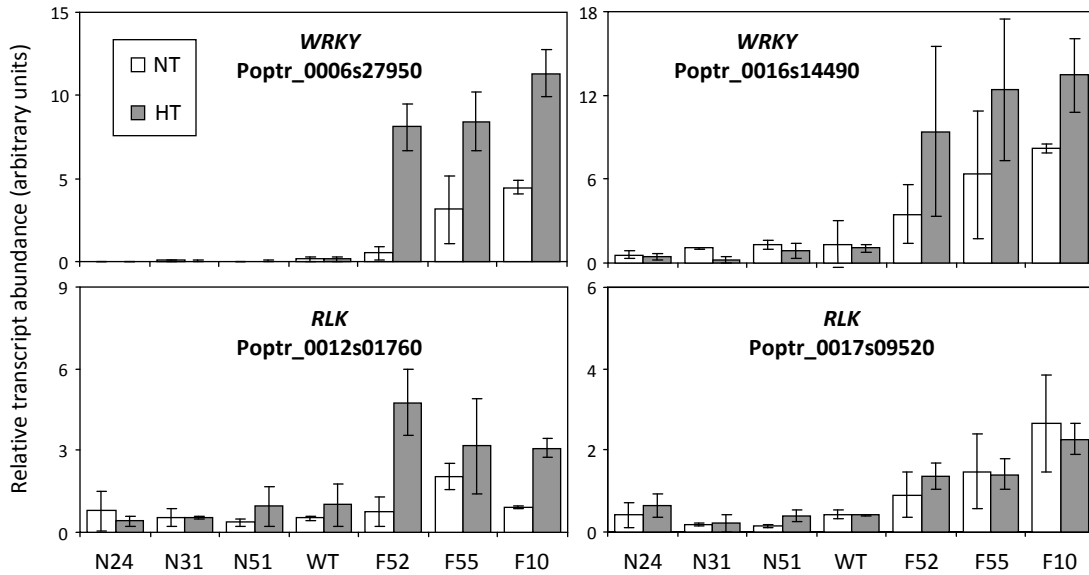 Relative transcript abundance (arbitrary units)
15
10
5
0
NT
HT
WRKY
Poptr_0006s27950
18
12
6
0
WRKY
Poptr_0016s14490
9
6
3
0
RLK
Poptr_0012s01760
N24 N31 N51 WT F52 F55 F10
6
4
2
0
RLK
Poptr_0017s09520
N24 N31 N51 WT F52 F55 F10